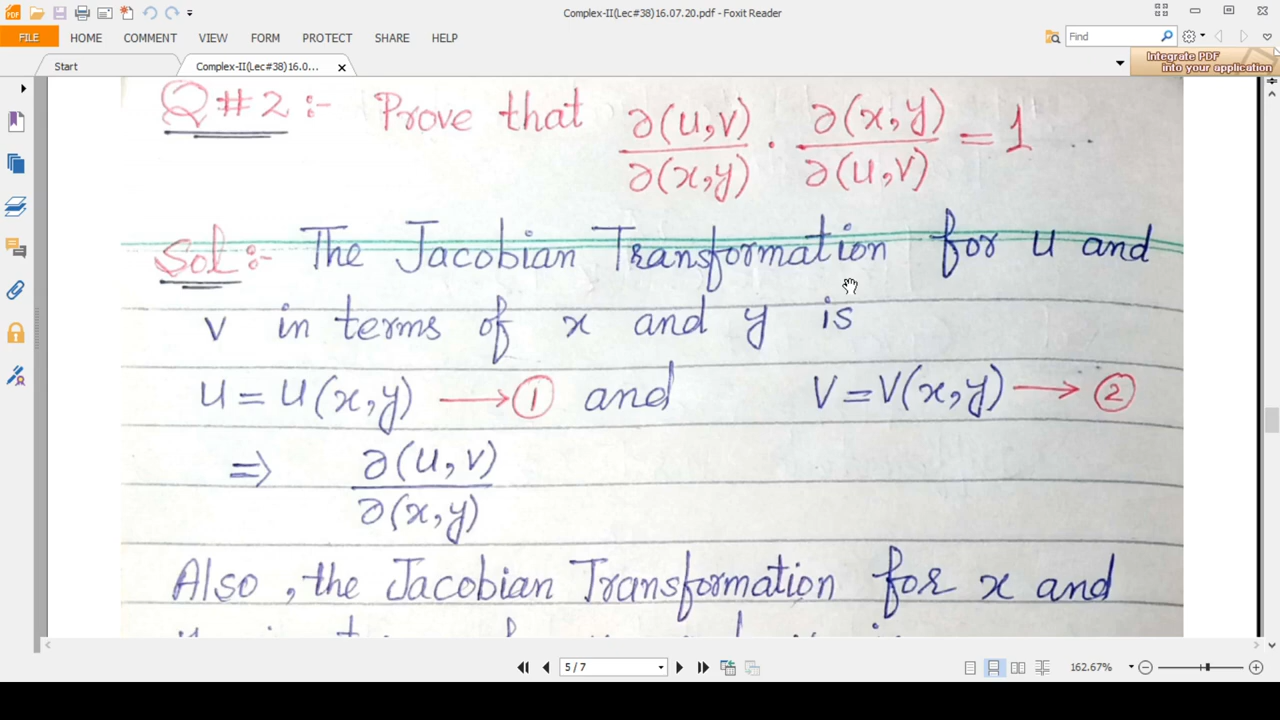 Complex-II(Lec#38)16.07.20.pdf - Foxit Reader
FILE HOME COMMENT VIEW FORM PROTECT SHARE HELP
Find
Start
Complex-II(Lec#38)16.0...
Integrate PDF
into your application
Q#2:- Prove that ∂(u,v)/∂(x,y) · ∂(x,y)/∂(u,v) = 1
Sol:- The Jacobian Transformation for u and
v in terms of x and y is
u = u(x,y) → ① and v = v(x,y) → ②
⇒ ∂(u,v)/∂(x,y)
Also, the Jacobian Transformation for x and
5 / 7
162.67%